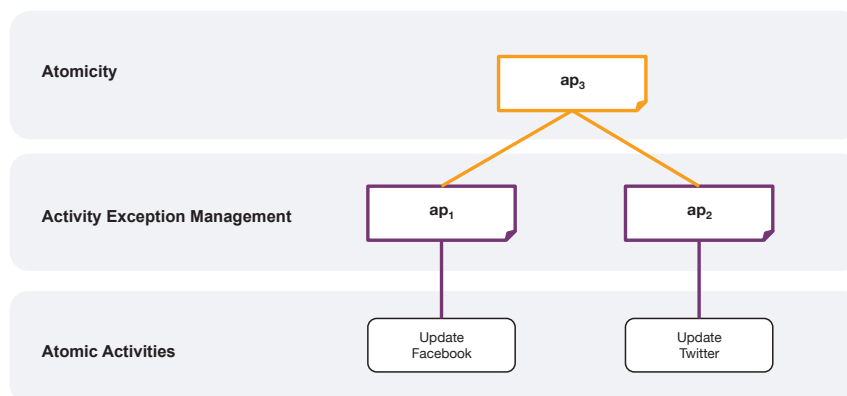 Atomicity
ap₃
Activity Exception Management
ap₁
ap₂
Atomic Activities
Update
Facebook
Update
Twitter